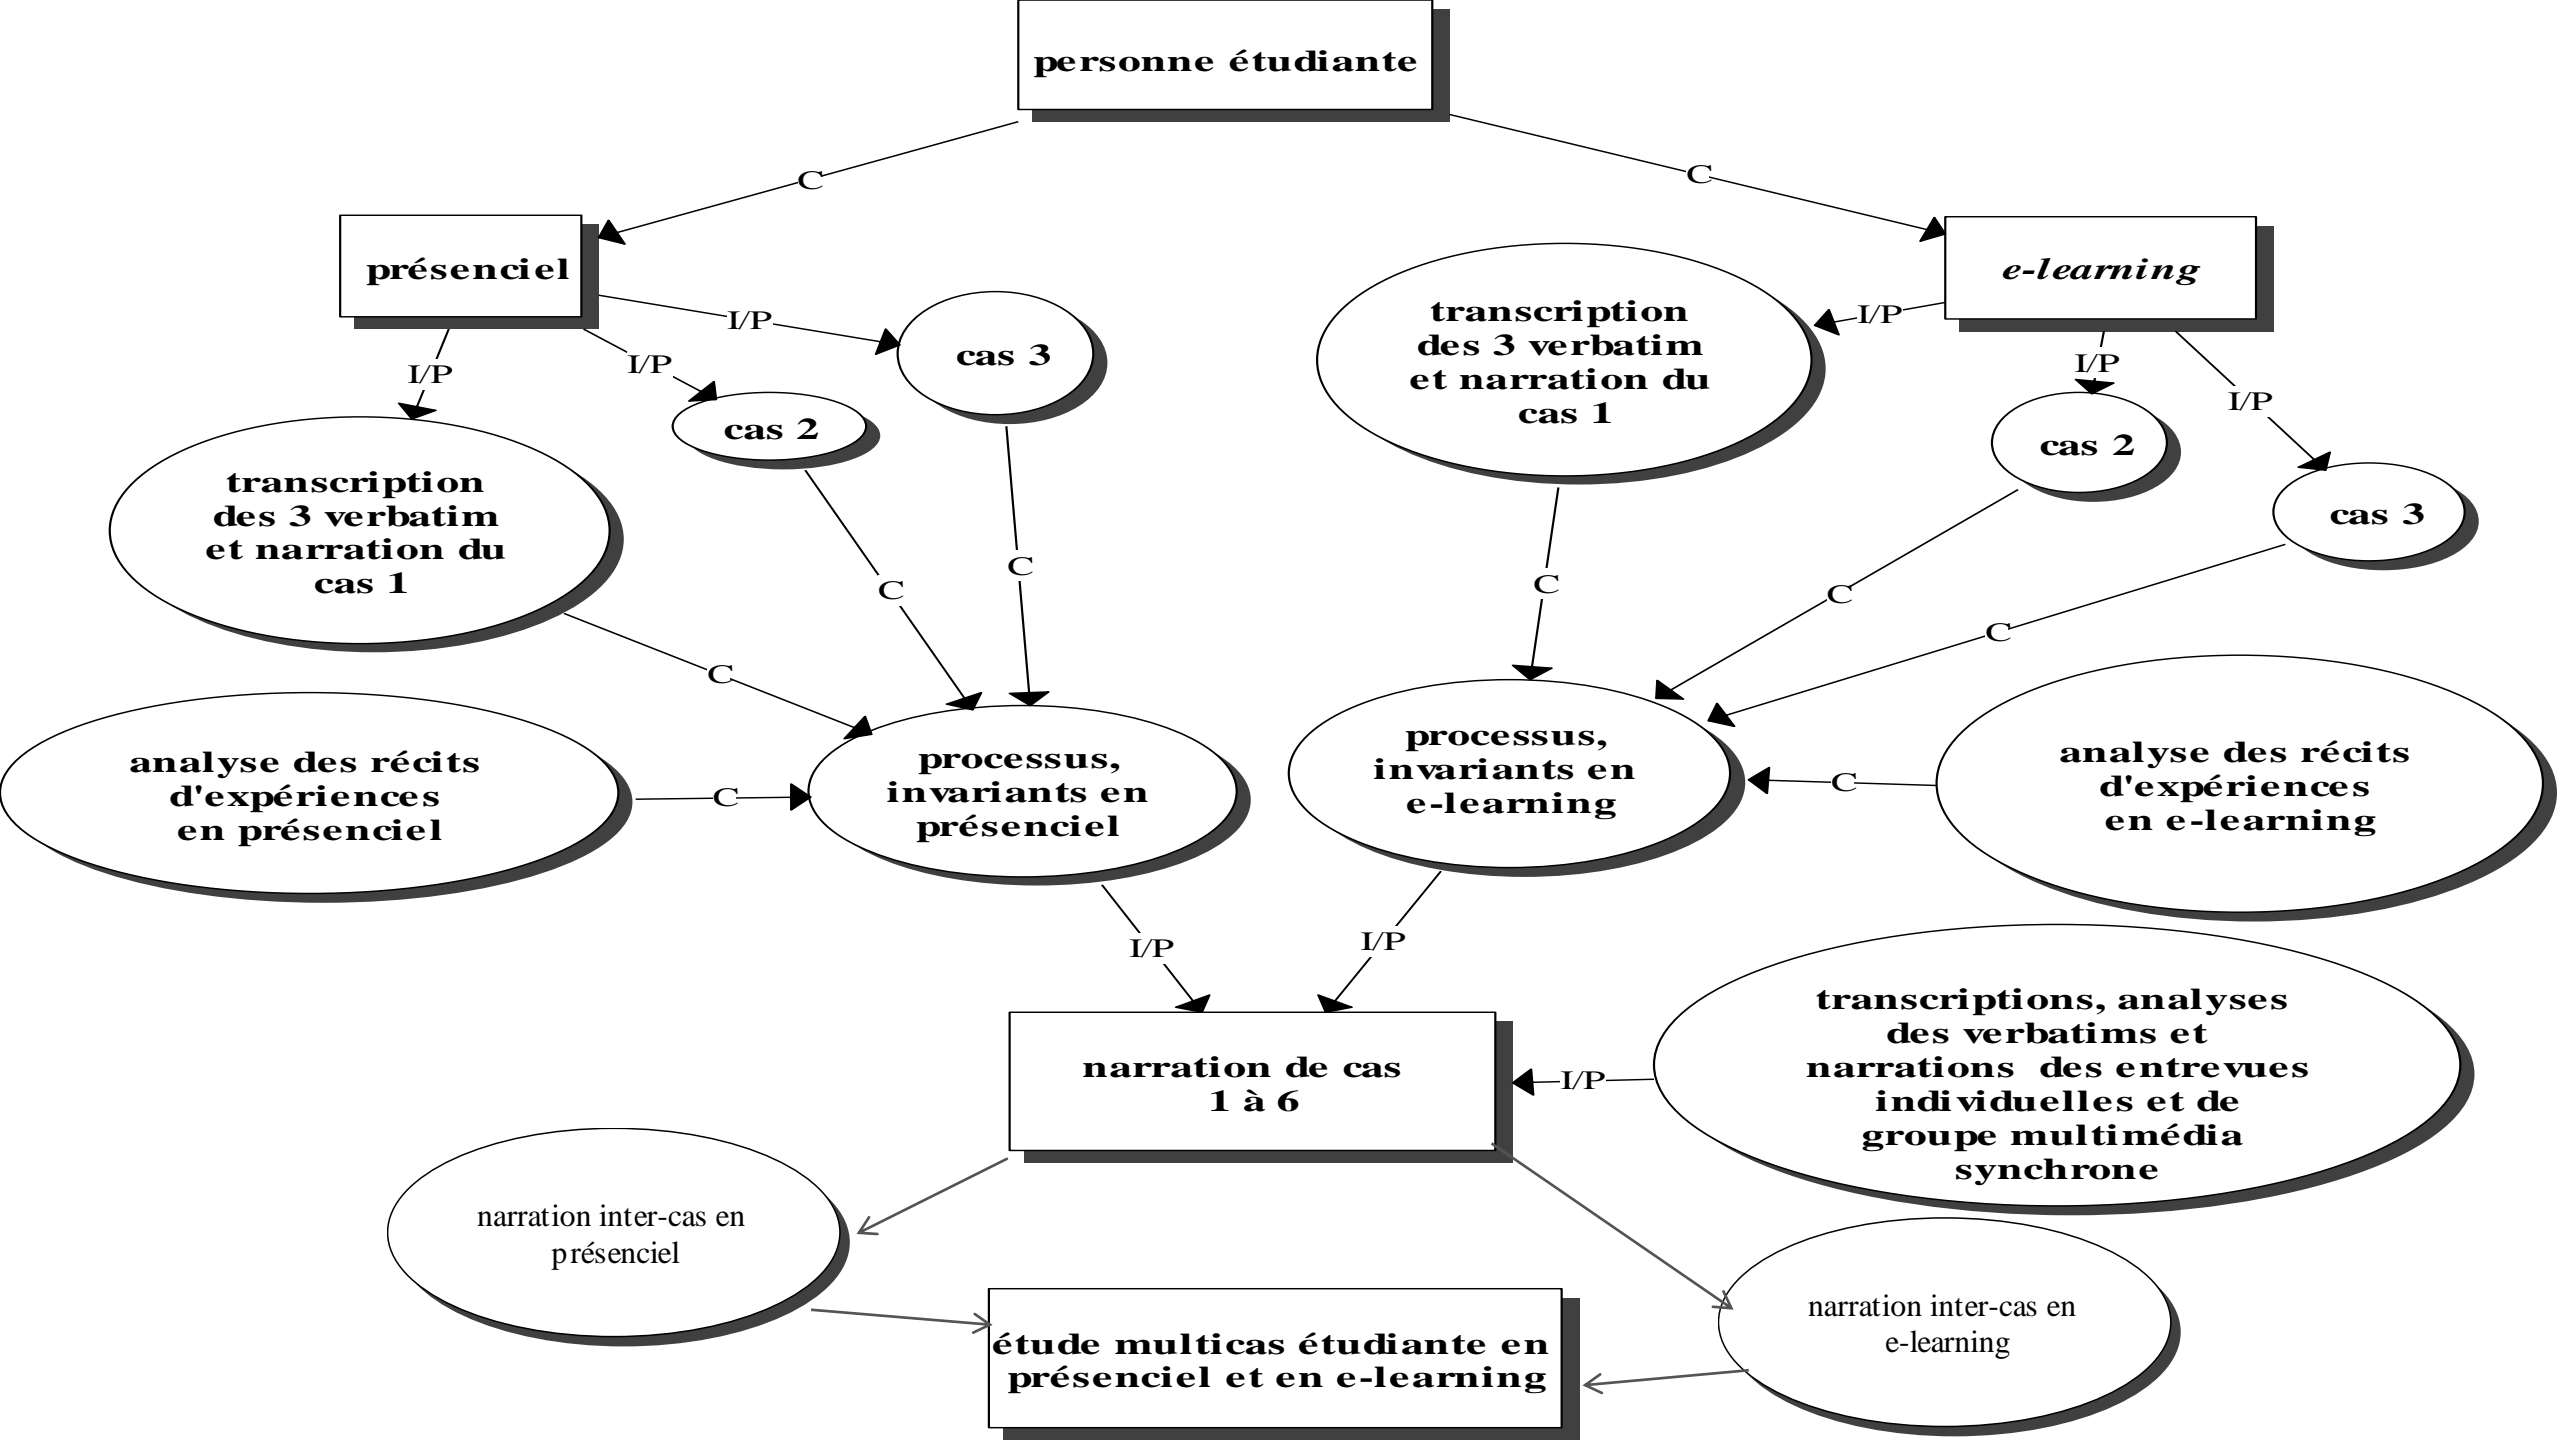 personne étudiante
C
C
présenciel
e-learning
I/P
I/P
I/P
I/P
I/P
I/P
cas 3
transcription
des 3 verbatim
et narration du
cas 1
cas 2
cas 2
cas 3
transcription
des 3 verbatim
et narration du
cas 1
C
C
C
C
C
C
analyse des récits
d'expériences
en présenciel
C
processus,
invariants en
présenciel
processus,
invariants en
e-learning
C
analyse des récits
d'expériences
en e-learning
I/P
I/P
narration de cas
1 à 6
I/P
transcriptions, analyses
des verbatims et
narrations  des entrevues
individuelles et de
groupe multimédia
synchrone
narration inter-cas en
présenciel
narration inter-cas en
e-learning
étude multicas étudiante en
présenciel et en e-learning